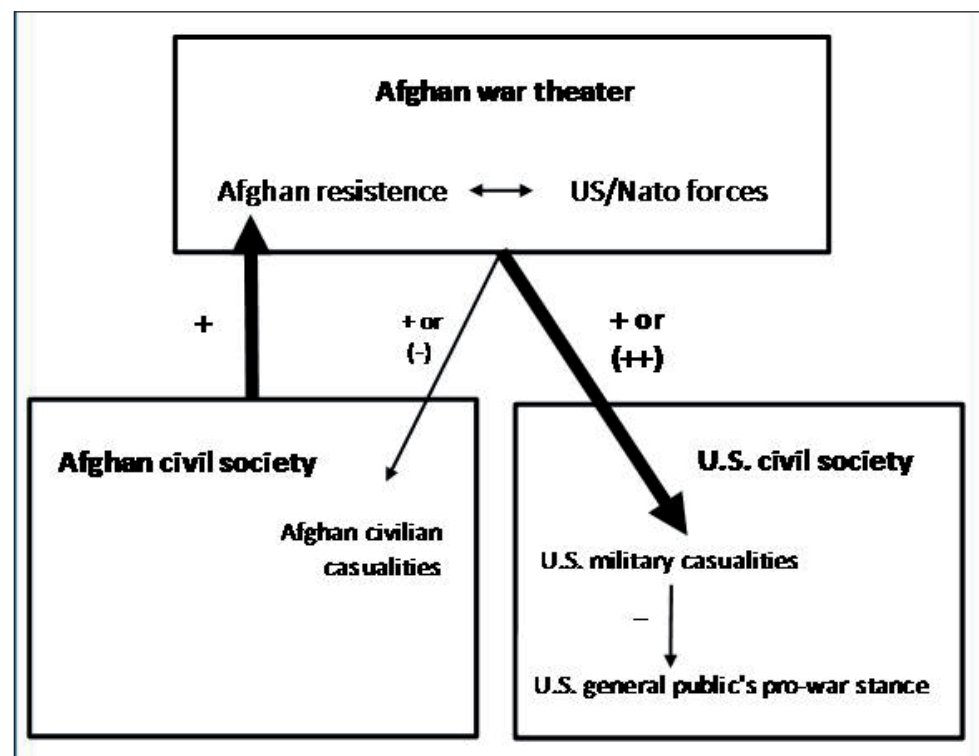 Afghan war theater
Afghan resistence
US/Nato forces
+
+ or
(-)
+ or
(++)
Afghan civil society
U.S. civil society
Afghan civilian
casualities
U.S. military casualities
–
U.S. general public's pro-war stance